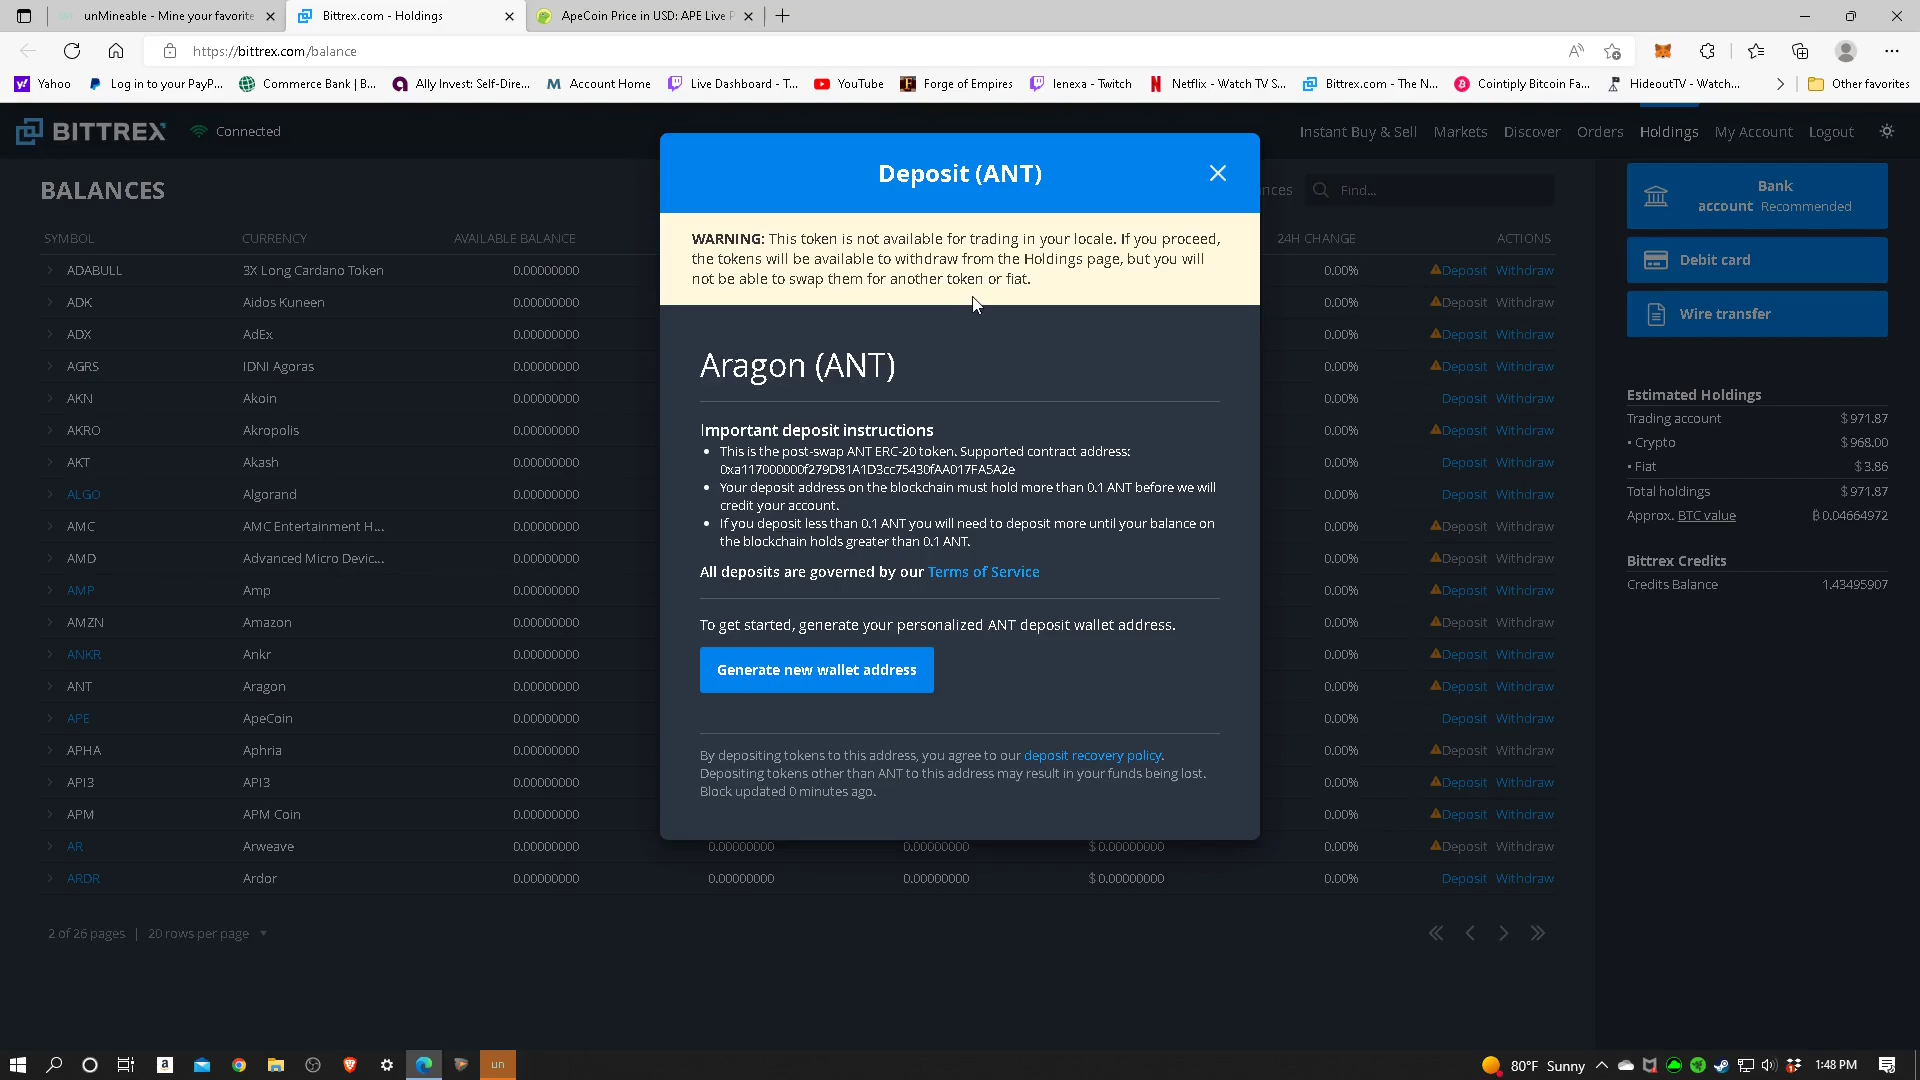 unMineable - Mine your favorite
Bittrex.com - Holdings
ApeCoin Price in USD: APE Live P
https://bittrex.com/balance
Yahoo
Log in to your PayP...
Commerce Bank | B...
Ally Invest: Self-Dire...
Account Home
Live Dashboard - T...
YouTube
Forge of Empires
lenexa - Twitch
Netflix - Watch TV S...
Bittrex.com - The N...
Cointiply Bitcoin Fa...
HideoutTV - Watch...
Other favorites
BITTREX
Connected
Instant Buy & Sell Markets Discover Orders Holdings My Account Logout
BALANCES
Find...
SYMBOL CURRENCY AVAILABLE BALANCE 24H CHANGE ACTIONS
ADABULL 3X Long Cardano Token 0.00000000 0.00% Deposit Withdraw
ADK Aidos Kuneen 0.00000000 0.00% Deposit Withdraw
ADX AdEx 0.00000000 0.00% Deposit Withdraw
AGRS IDNI Agoras 0.00000000 0.00% Deposit Withdraw
AKN Akoin 0.00000000 0.00% Deposit Withdraw
AKRO Akropolis 0.00000000 0.00% Deposit Withdraw
AKT Akash 0.00000000 0.00% Deposit Withdraw
ALGO Algorand 0.00000000 0.00% Deposit Withdraw
AMC AMC Entertainment H... 0.00000000 0.00% Deposit Withdraw
AMD Advanced Micro Devic... 0.00000000 0.00% Deposit Withdraw
AMP Amp 0.00000000 0.00% Deposit Withdraw
AMZN Amazon 0.00000000 0.00% Deposit Withdraw
ANKR Ankr 0.00000000 0.00% Deposit Withdraw
ANT Aragon 0.00000000 0.00% Deposit Withdraw
APE ApeCoin 0.00000000 0.00% Deposit Withdraw
APHA Aphria 0.00000000 0.00% Deposit Withdraw
API3 API3 0.00000000 0.00% Deposit Withdraw
APM APM Coin 0.00000000 0.00% Deposit Withdraw
AR Arweave 0.00000000 0.00000000 0.00000000 $ 0.00000000 0.00% Deposit Withdraw
ARDR Ardor 0.00000000 0.00000000 0.00000000 $ 0.00000000 0.00% Deposit Withdraw
2 of 26 pages | 20 rows per page
Deposit (ANT)
WARNING: This token is not available for trading in your locale. If you proceed,
the tokens will be available to withdraw from the Holdings page, but you will
not be able to swap them for another token or fiat.
Aragon (ANT)
Important deposit instructions
• This is the post-swap ANT ERC-20 token. Supported contract address:
0xa117000000f279D81A1D3cc75430fAA017FA5A2e
• Your deposit address on the blockchain must hold more than 0.1 ANT before we will
credit your account.
• If you deposit less than 0.1 ANT you will need to deposit more until your balance on
the blockchain holds greater than 0.1 ANT.
All deposits are governed by our Terms of Service
To get started, generate your personalized ANT deposit wallet address.
Generate new wallet address
By depositing tokens to this address, you agree to our deposit recovery policy.
Depositing tokens other than ANT to this address may result in your funds being lost.
Block updated 0 minutes ago.
Bank
account Recommended
Debit card
Wire transfer
Estimated Holdings
Trading account $ 971.87
• Crypto $ 968.00
• Fiat $ 3.86
Total holdings $ 971.87
Approx. BTC value ₿ 0.04664972
Bittrex Credits
Credits Balance 1.43495907
un
80°F Sunny
1:48 PM